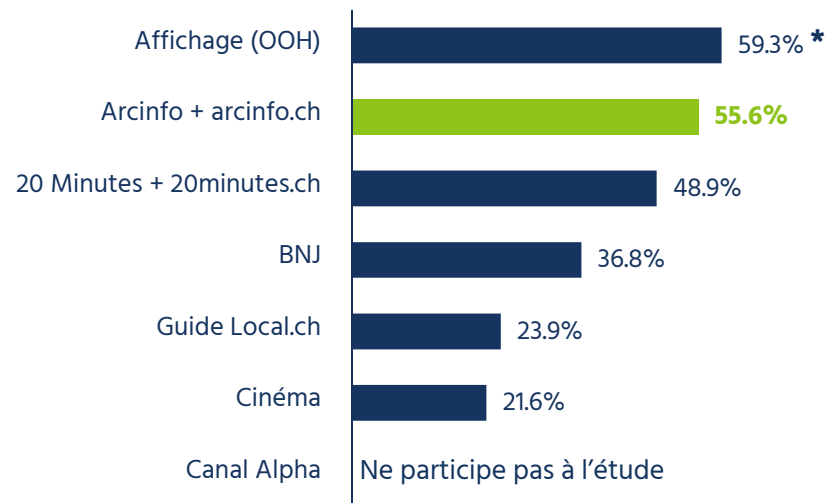 Affichage (OOH) 59.3% *
Arcinfo + arcinfo.ch 55.6%
20 Minutes + 20minutes.ch 48.9%
BNJ 36.8%
Guide Local.ch 23.9%
Cinéma 21.6%
Canal Alpha Ne participe pas à l’étude